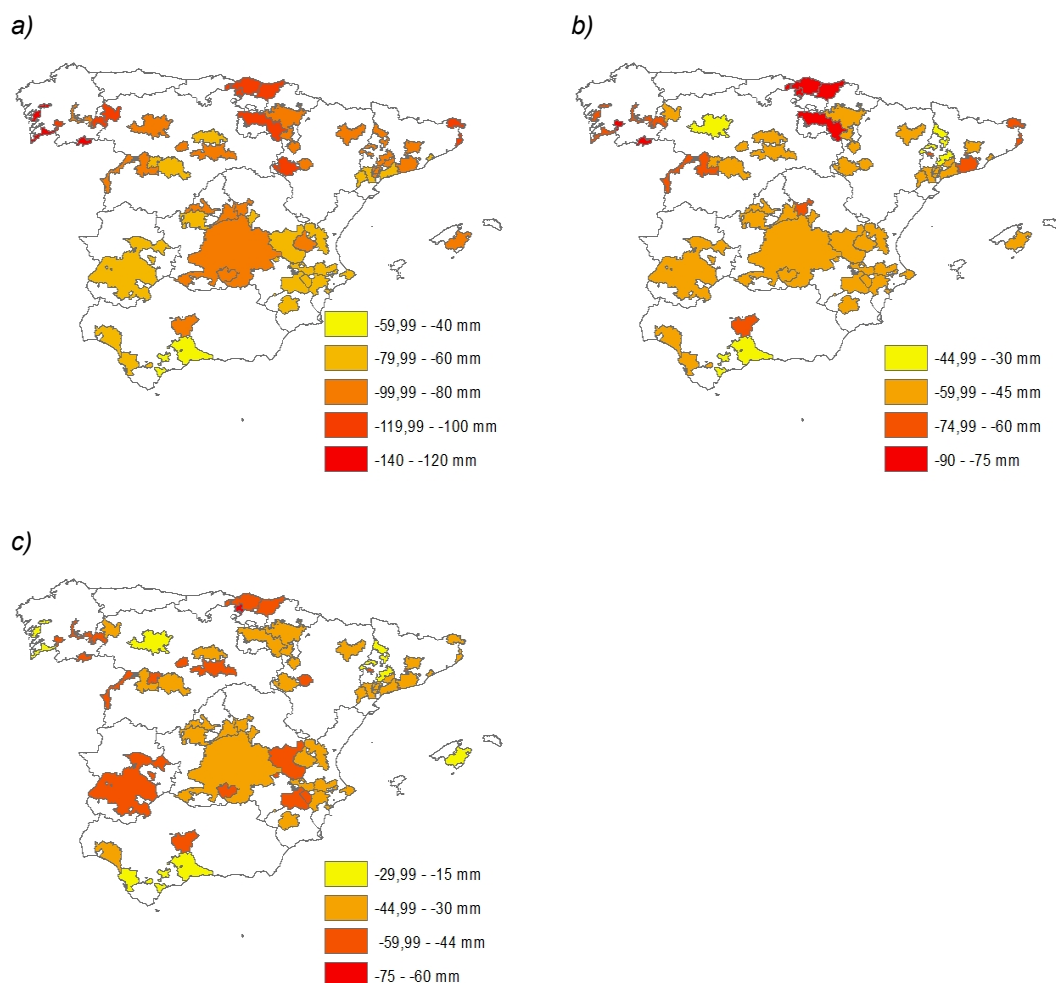 a)
b)
-59,99 - -40 mm
-79,99 - -60 mm
-99,99 - -80 mm
-119,99 - -100 mm
-140 - -120 mm
-44,99 - -30 mm
-59,99 - -45 mm
-74,99 - -60 mm
-90 - -75 mm
c)
-29,99 - -15 mm
-44,99 - -30 mm
-59,99 - -44 mm
-75 - -60 mm